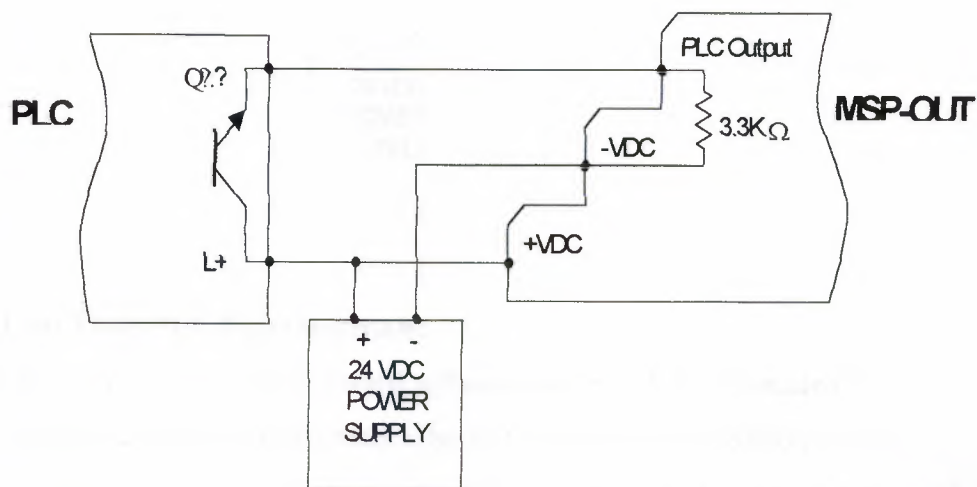 PLC Output
Q?.?
PLC
MSP-OUT
3.3KΩ
-VDC
+VDC
L+
+ -
24 VDC
POWER
SUPPLY